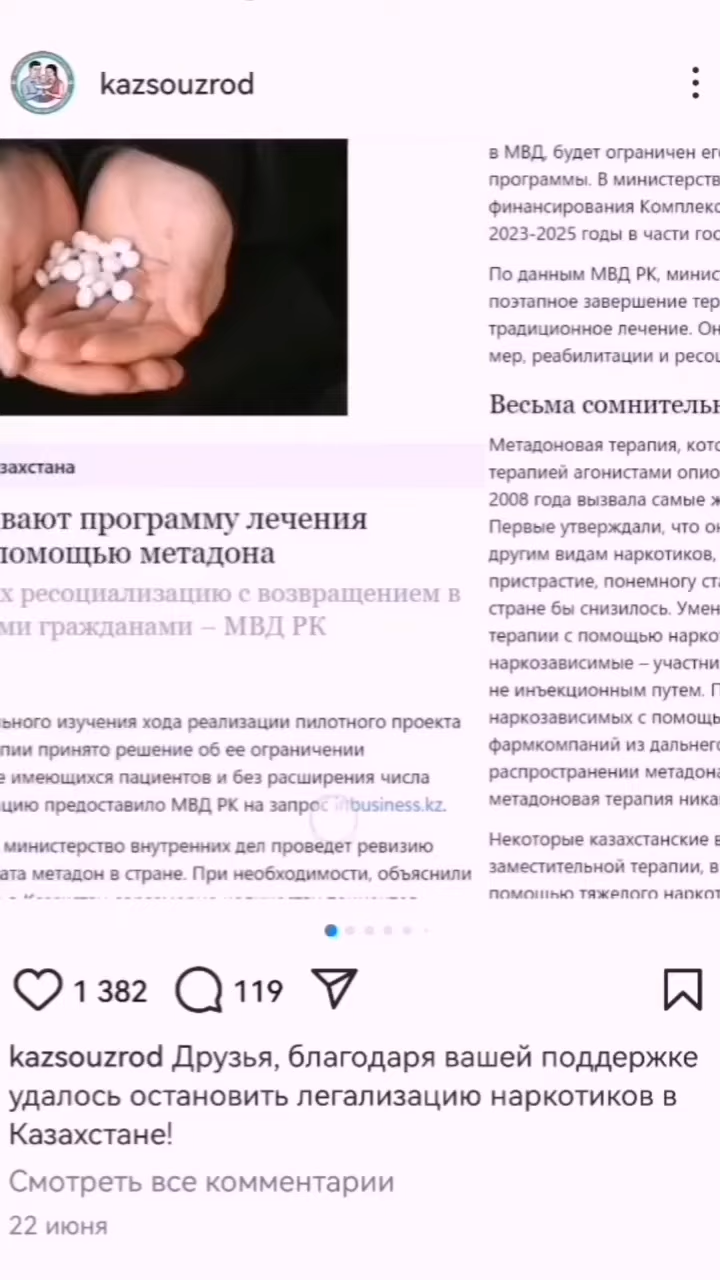 kazsouzrod
захстана
вают программу лечения
помощью метадона
х ресоциализацию с возвращением в
ми гражданами – МВД РК
ьного изучения хода реализации пилотного проекта
пии принято решение об ее ограничении
е имеющихся пациентов и без расширения числа
цию предоставило МВД РК на запрос inbusiness.kz.
министерство внутренних дел проведет ревизию
ата метадон в стране. При необходимости, объяснили
в МВД, будет ограничен ег
программы. В министерств
финансирования Комплекс
2023-2025 годы в части гос
По данным МВД РК, минис
поэтапное завершение тер
традиционное лечение. Он
мер, реабилитации и ресоц
Весьма сомнительн
Метадоновая терапия, кото
терапией агонистами опио
2008 года вызвала самые ж
Первые утверждали, что он
другим видам наркотиков,
пристрастие, понемногу ста
стране бы снизилось. Умен
терапии с помощью нарко
наркозависимые – участни
не инъекционным путем. П
наркозависимых с помощь
фармкомпаний из дальнего
распространении метадона
метадоновая терапия ника
Некоторые казахстанские в
заместительной терапии, в
помощью тяжелого наркот
1 382 119
kazsouzrod Друзья, благодаря вашей поддержке
удалось остановить легализацию наркотиков в
Казахстане!
Смотреть все комментарии
22 июня